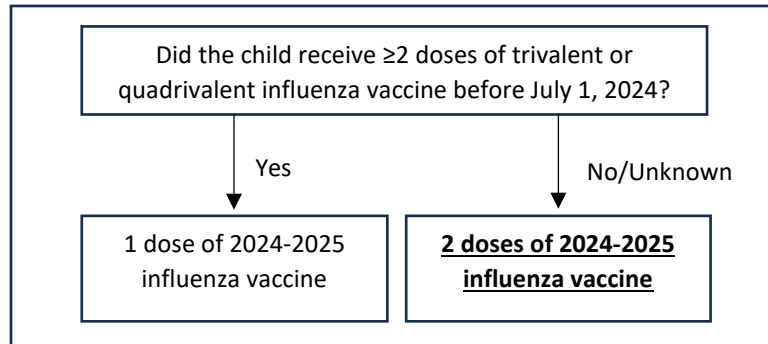 Did the child receive ≥2 doses of trivalent or
quadrivalent influenza vaccine before July 1, 2024?
Yes
No/Unknown
1 dose of 2024-2025
influenza vaccine
2 doses of 2024-2025
influenza vaccine